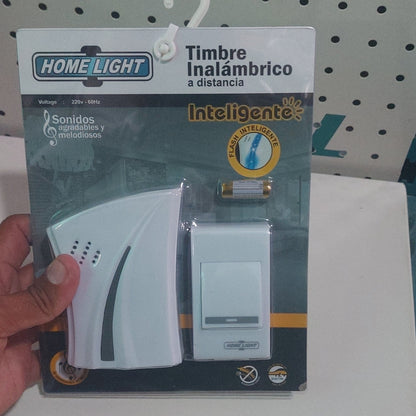 HOME LIGHT
Timbre
Inalámbrico
a distancia
Voltage : 220v - 60Hz
Inteligente
Sonidos
agradables y
melodiosos
FLASH INTELIGENTE
HOME LIGHT